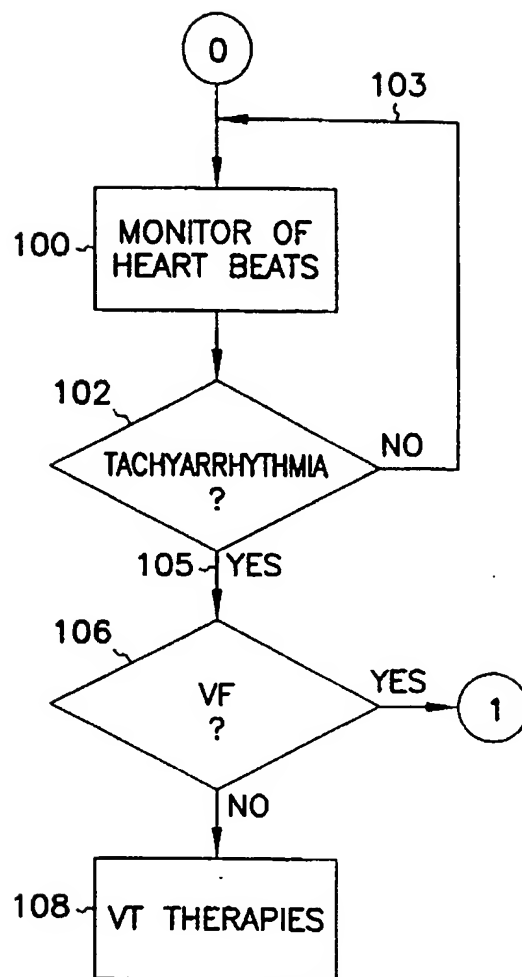 0
103
100
MONITOR OF
HEART BEATS
102
TACHYARRHYTHMIA
?
NO
105
YES
106
VF
?
YES
1
NO
108
VT THERAPIES